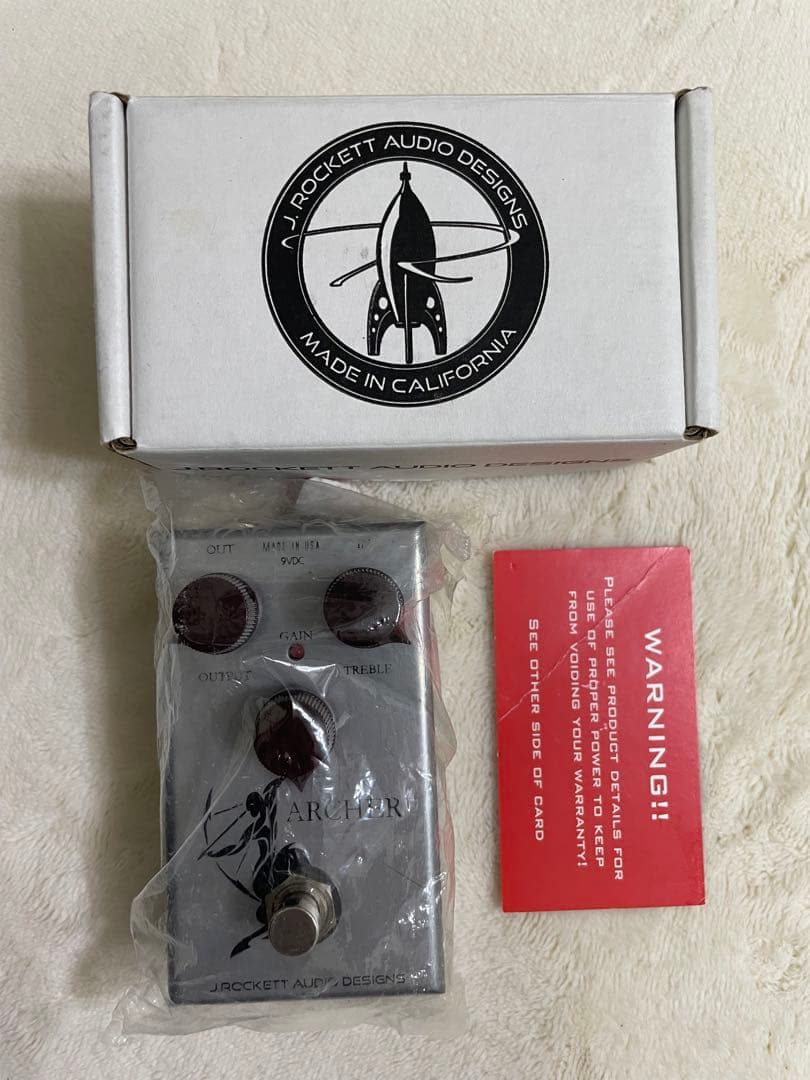 J. ROCKETT AUDIO DESIGNS
MADE IN CALIFORNIA
J.ROCKETT AUDIO DESIGNS
OUT MADE IN USA
9VDC
GAIN
OUTPUT TREBLE
ARCHER
J.ROCKETT AUDIO DESIGNS
WARNING!!
PLEASE SEE PRODUCT DETAILS FOR
USE OF PROPER POWER TO KEEP
FROM VOIDING YOUR WARRANTY!
SEE OTHER SIDE OF CARD